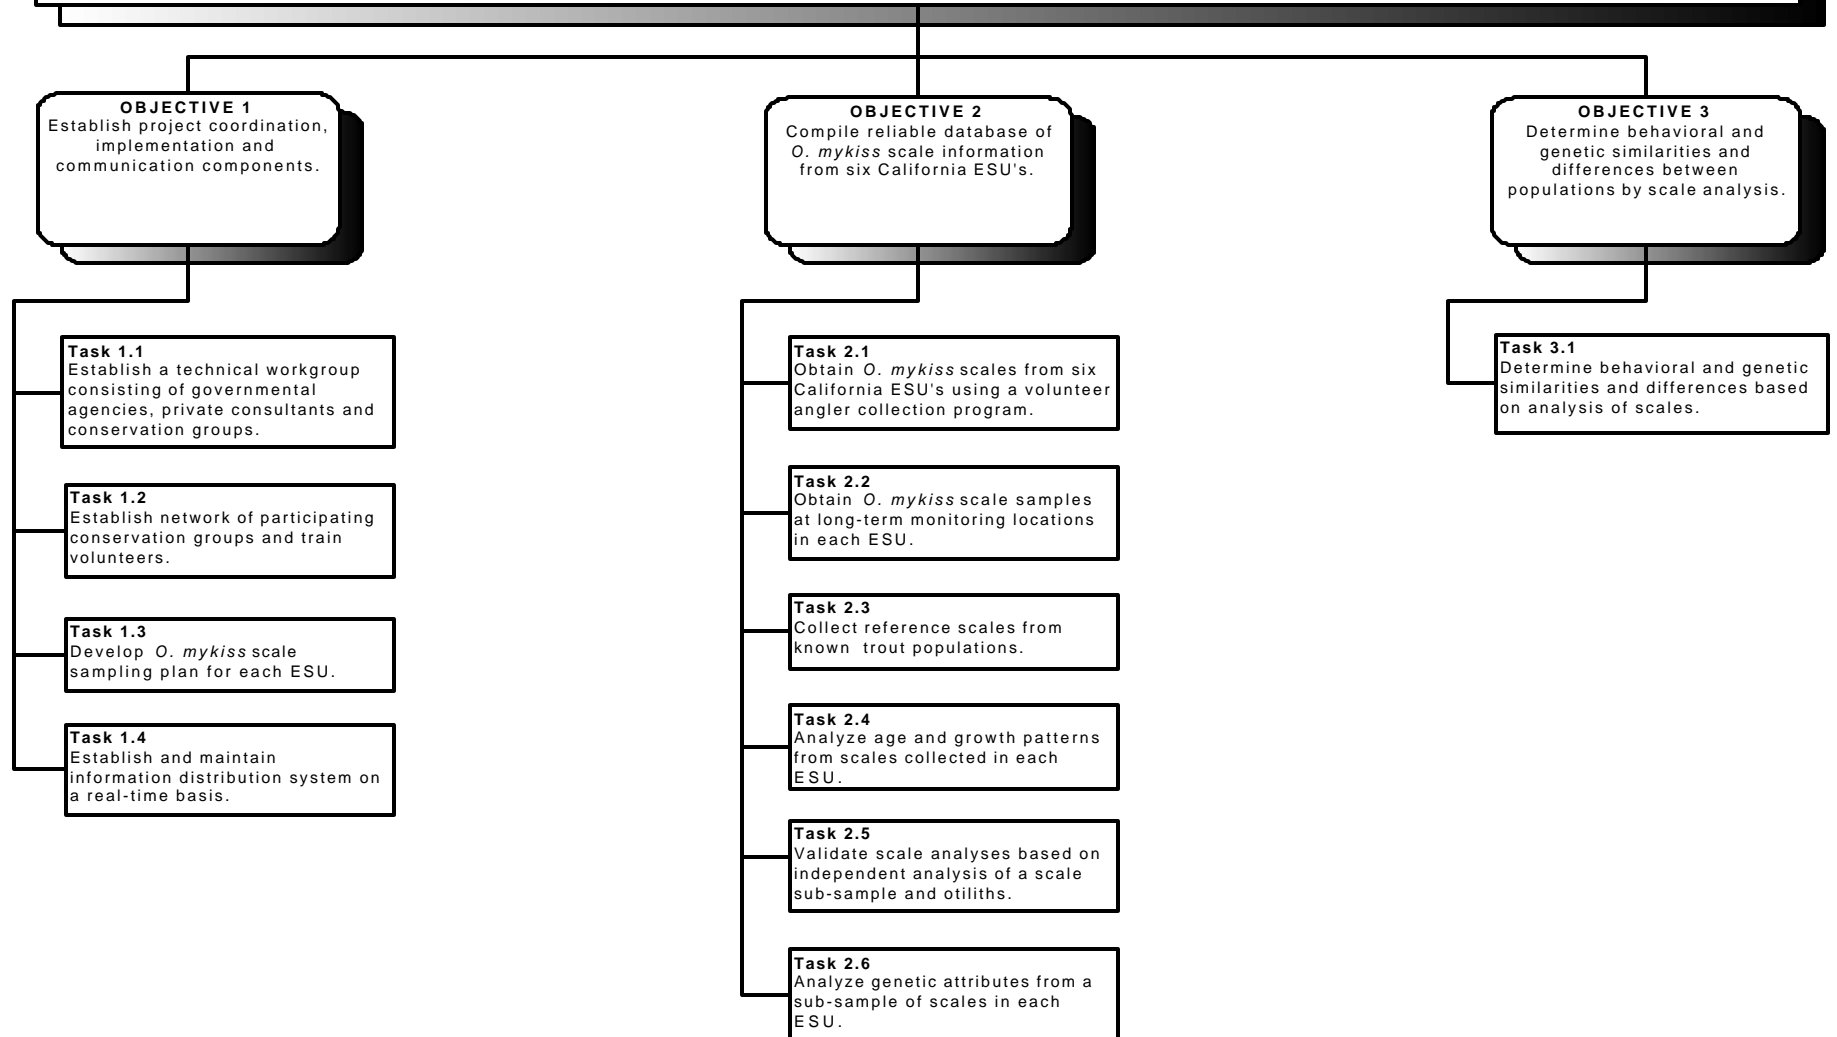 OBJECTIVE 1
Establish project coordination,
implementation and
communication components.
OBJECTIVE 2
Compile reliable database of
O. mykiss scale information
from six California ESU's.
OBJECTIVE 3
Determine behavioral and
genetic similarities and
differences between
populations by scale analysis.
Task 1.1
Establish a technical workgroup
consisting of governmental
agencies, private consultants and
conservation groups.
Task 1.2
Establish network of participating
conservation groups and train
volunteers.
Task 1.3
Develop O. mykiss scale
sampling plan for each ESU.
Task 1.4
Establish and maintain
information distribution system on
a real-time basis.
Task 2.1
Obtain O. mykiss scales from six
California ESU's using a volunteer
angler collection program.
Task 2.2
Obtain O. mykiss scale samples
at long-term monitoring locations
in each ESU.
Task 2.3
Collect reference scales from
known trout populations.
Task 2.4
Analyze age and growth patterns
from scales collected in each
ESU.
Task 2.5
Validate scale analyses based on
independent analysis of a scale
sub-sample and otiliths.
Task 2.6
Analyze genetic attributes from a
sub-sample of scales in each
ESU.
Task 3.1
Determine behavioral and genetic
similarities and differences based
on analysis of scales.